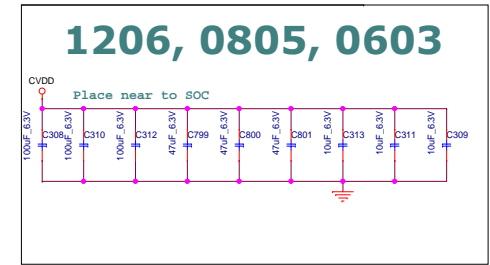 1206, 0805, 0603
CVDD
Place near to SOC
100uF_6.3V
C308
100uF_6.3V
C310
100uF_6.3V
C312
47uF_6.3V
C799
47uF_6.3V
C800
47uF_6.3V
C801
10uF_6.3V
C313
10uF_6.3V
C311
10uF_6.3V
C309